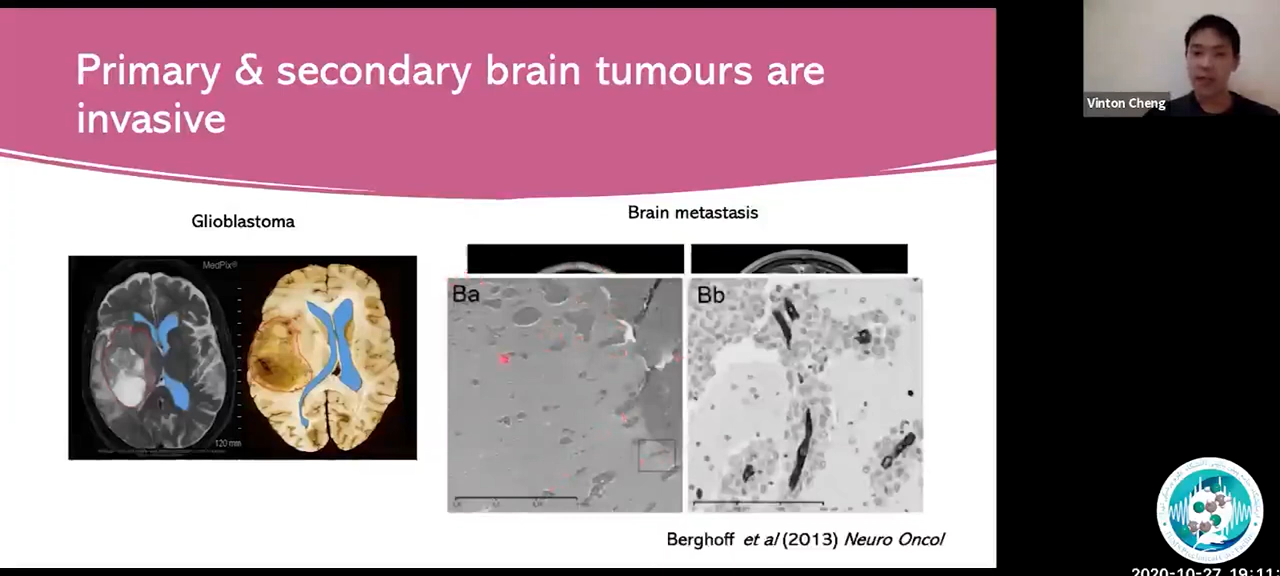 Primary & secondary brain tumours are
invasive
Vinton Cheng
Glioblastoma
Brain metastasis
MedPix®
120 mm
Ba
Bb
Berghoff et al (2013) Neuro Oncol
2020-10-27 19:11: